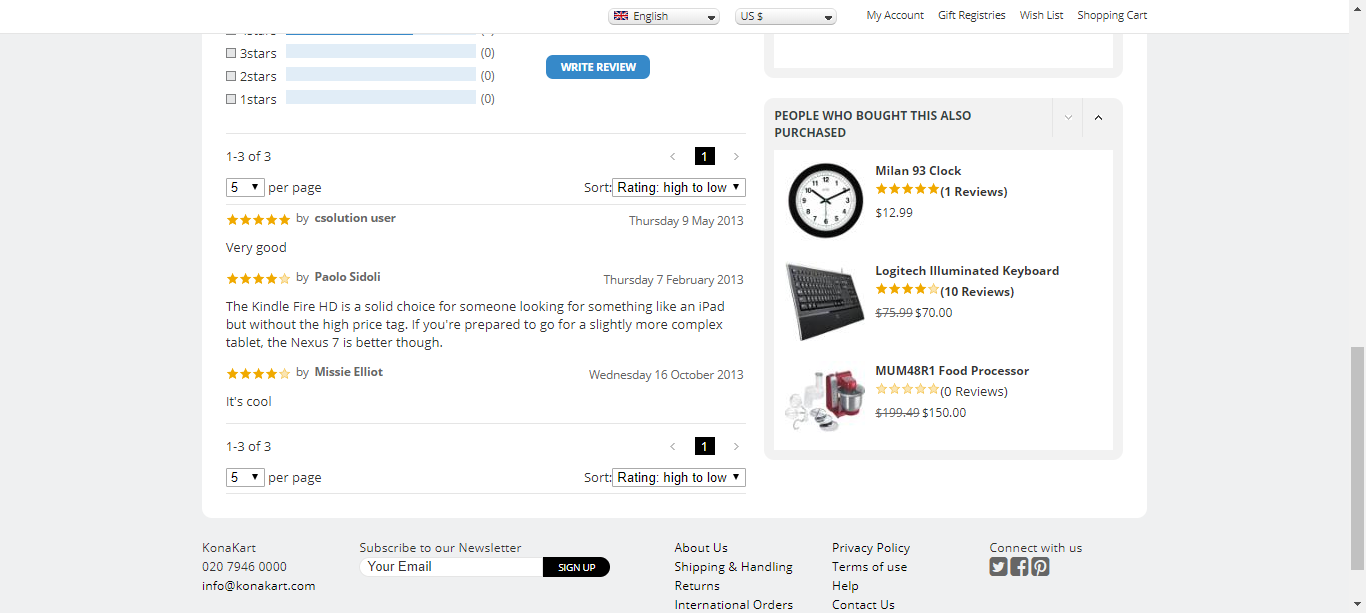 English
US $
My Account
Gift Registries
Wish List
Shopping Cart
3stars (0)
2stars (0)
1stars (0)
WRITE REVIEW
1-3 of 3
1
5 per page
Sort: Rating: high to low
by csolution user
Thursday 9 May 2013
Very good
by Paolo Sidoli
Thursday 7 February 2013
The Kindle Fire HD is a solid choice for someone looking for something like an iPad
but without the high price tag. If you're prepared to go for a slightly more complex
tablet, the Nexus 7 is better though.
by Missie Elliot
Wednesday 16 October 2013
It's cool
1-3 of 3
1
5 per page
Sort: Rating: high to low
PEOPLE WHO BOUGHT THIS ALSO
PURCHASED
Milan 93 Clock
(1 Reviews)
$12.99
Logitech Illuminated Keyboard
(10 Reviews)
$75.99 $70.00
MUM48R1 Food Processor
(0 Reviews)
$199.49 $150.00
KonaKart
020 7946 0000
info@konakart.com
Subscribe to our Newsletter
Your Email
SIGN UP
About Us
Shipping & Handling
Returns
International Orders
Privacy Policy
Terms of use
Help
Contact Us
Connect with us